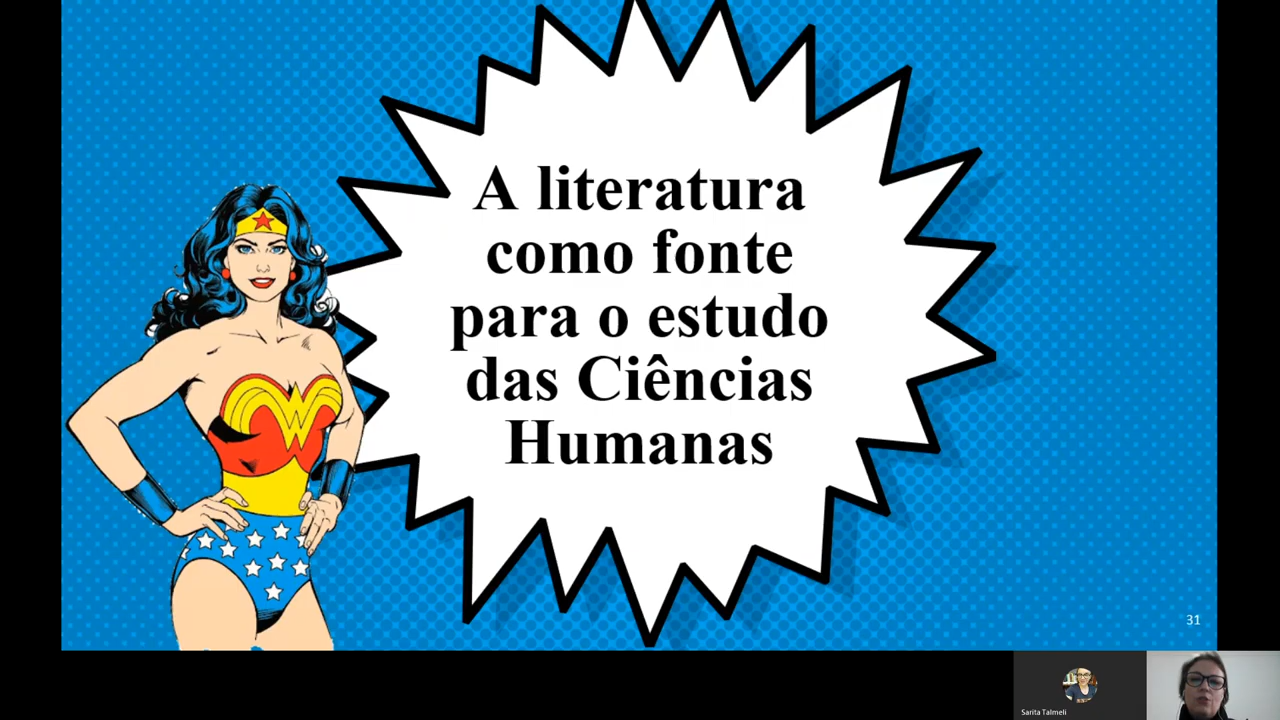 A literatura
como fonte
para o estudo
das Ciências
Humanas
31
Sarita Talmeli